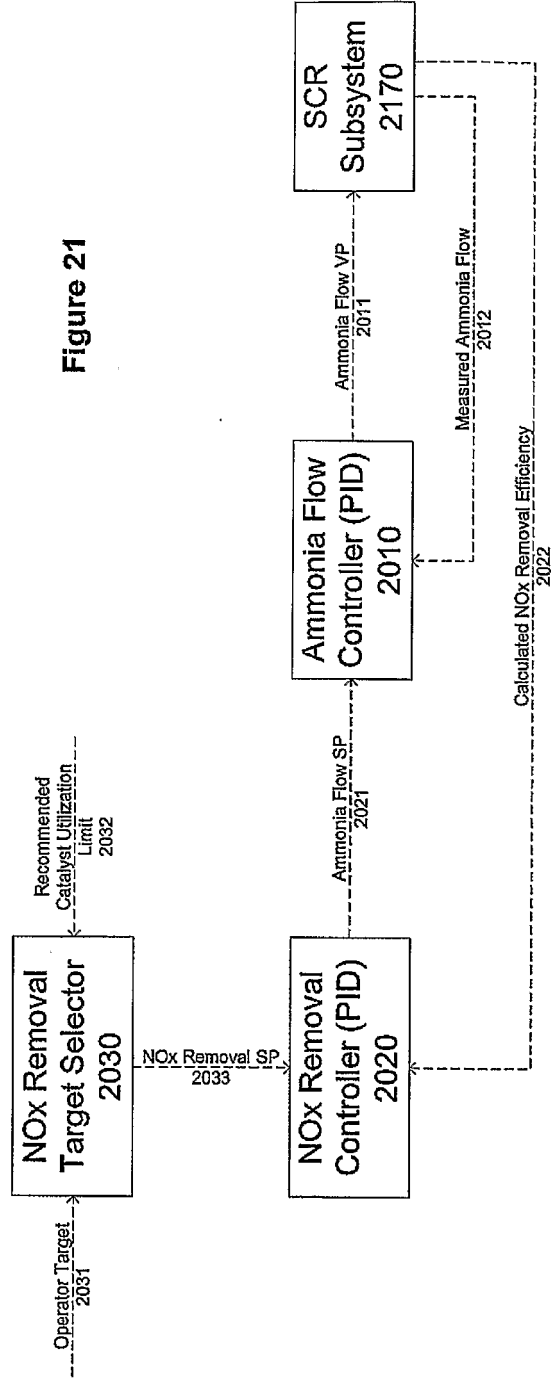 Figure 21
Operator Target
2031
NOx Removal
Target Selector
2030
Recommended
Catalyst Utilization
Limit
2032
NOx Removal SP
2033
NOx Removal
Controller (PID)
2020
Ammonia Flow SP
2021
Ammonia Flow
Controller (PID)
2010
Ammonia Flow VP
2011
SCR
Subsystem
2170
Measured Ammonia Flow
2012
Calculated NOx Removal Efficiency
2022